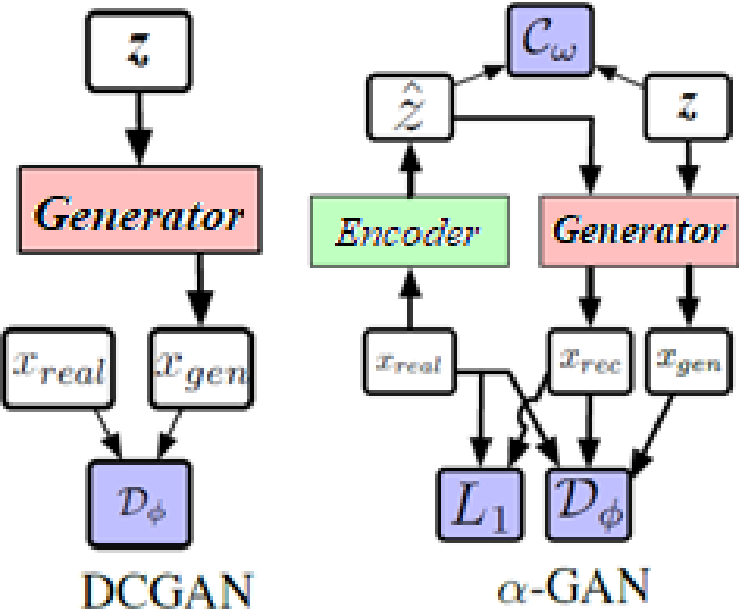 z
Generator
x_real
x_gen
𝒟_ϕ
DCGAN
𝒞_ω
ẑ
z
Encoder
Generator
x_real
x_rec
x_gen
L_1
𝒟_ϕ
α-GAN